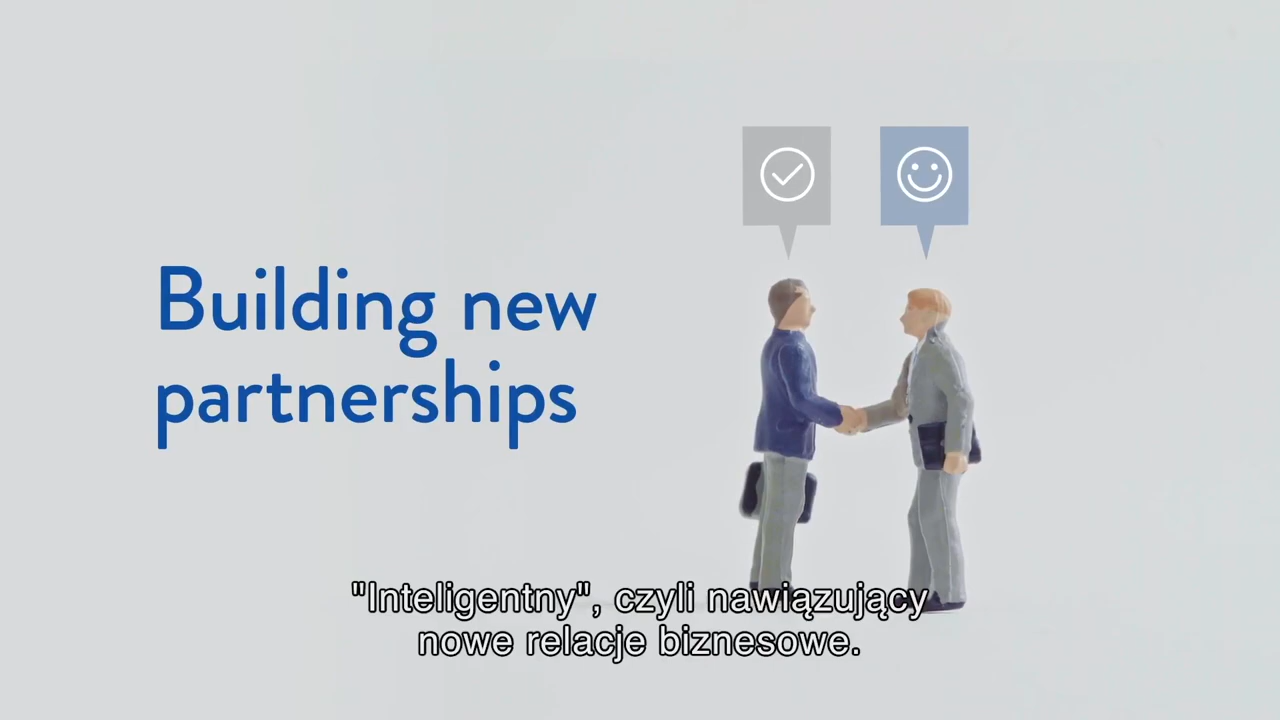 Building new
partnerships
"Inteligentny", czyli nawiązujący
nowe relacje biznesowe.